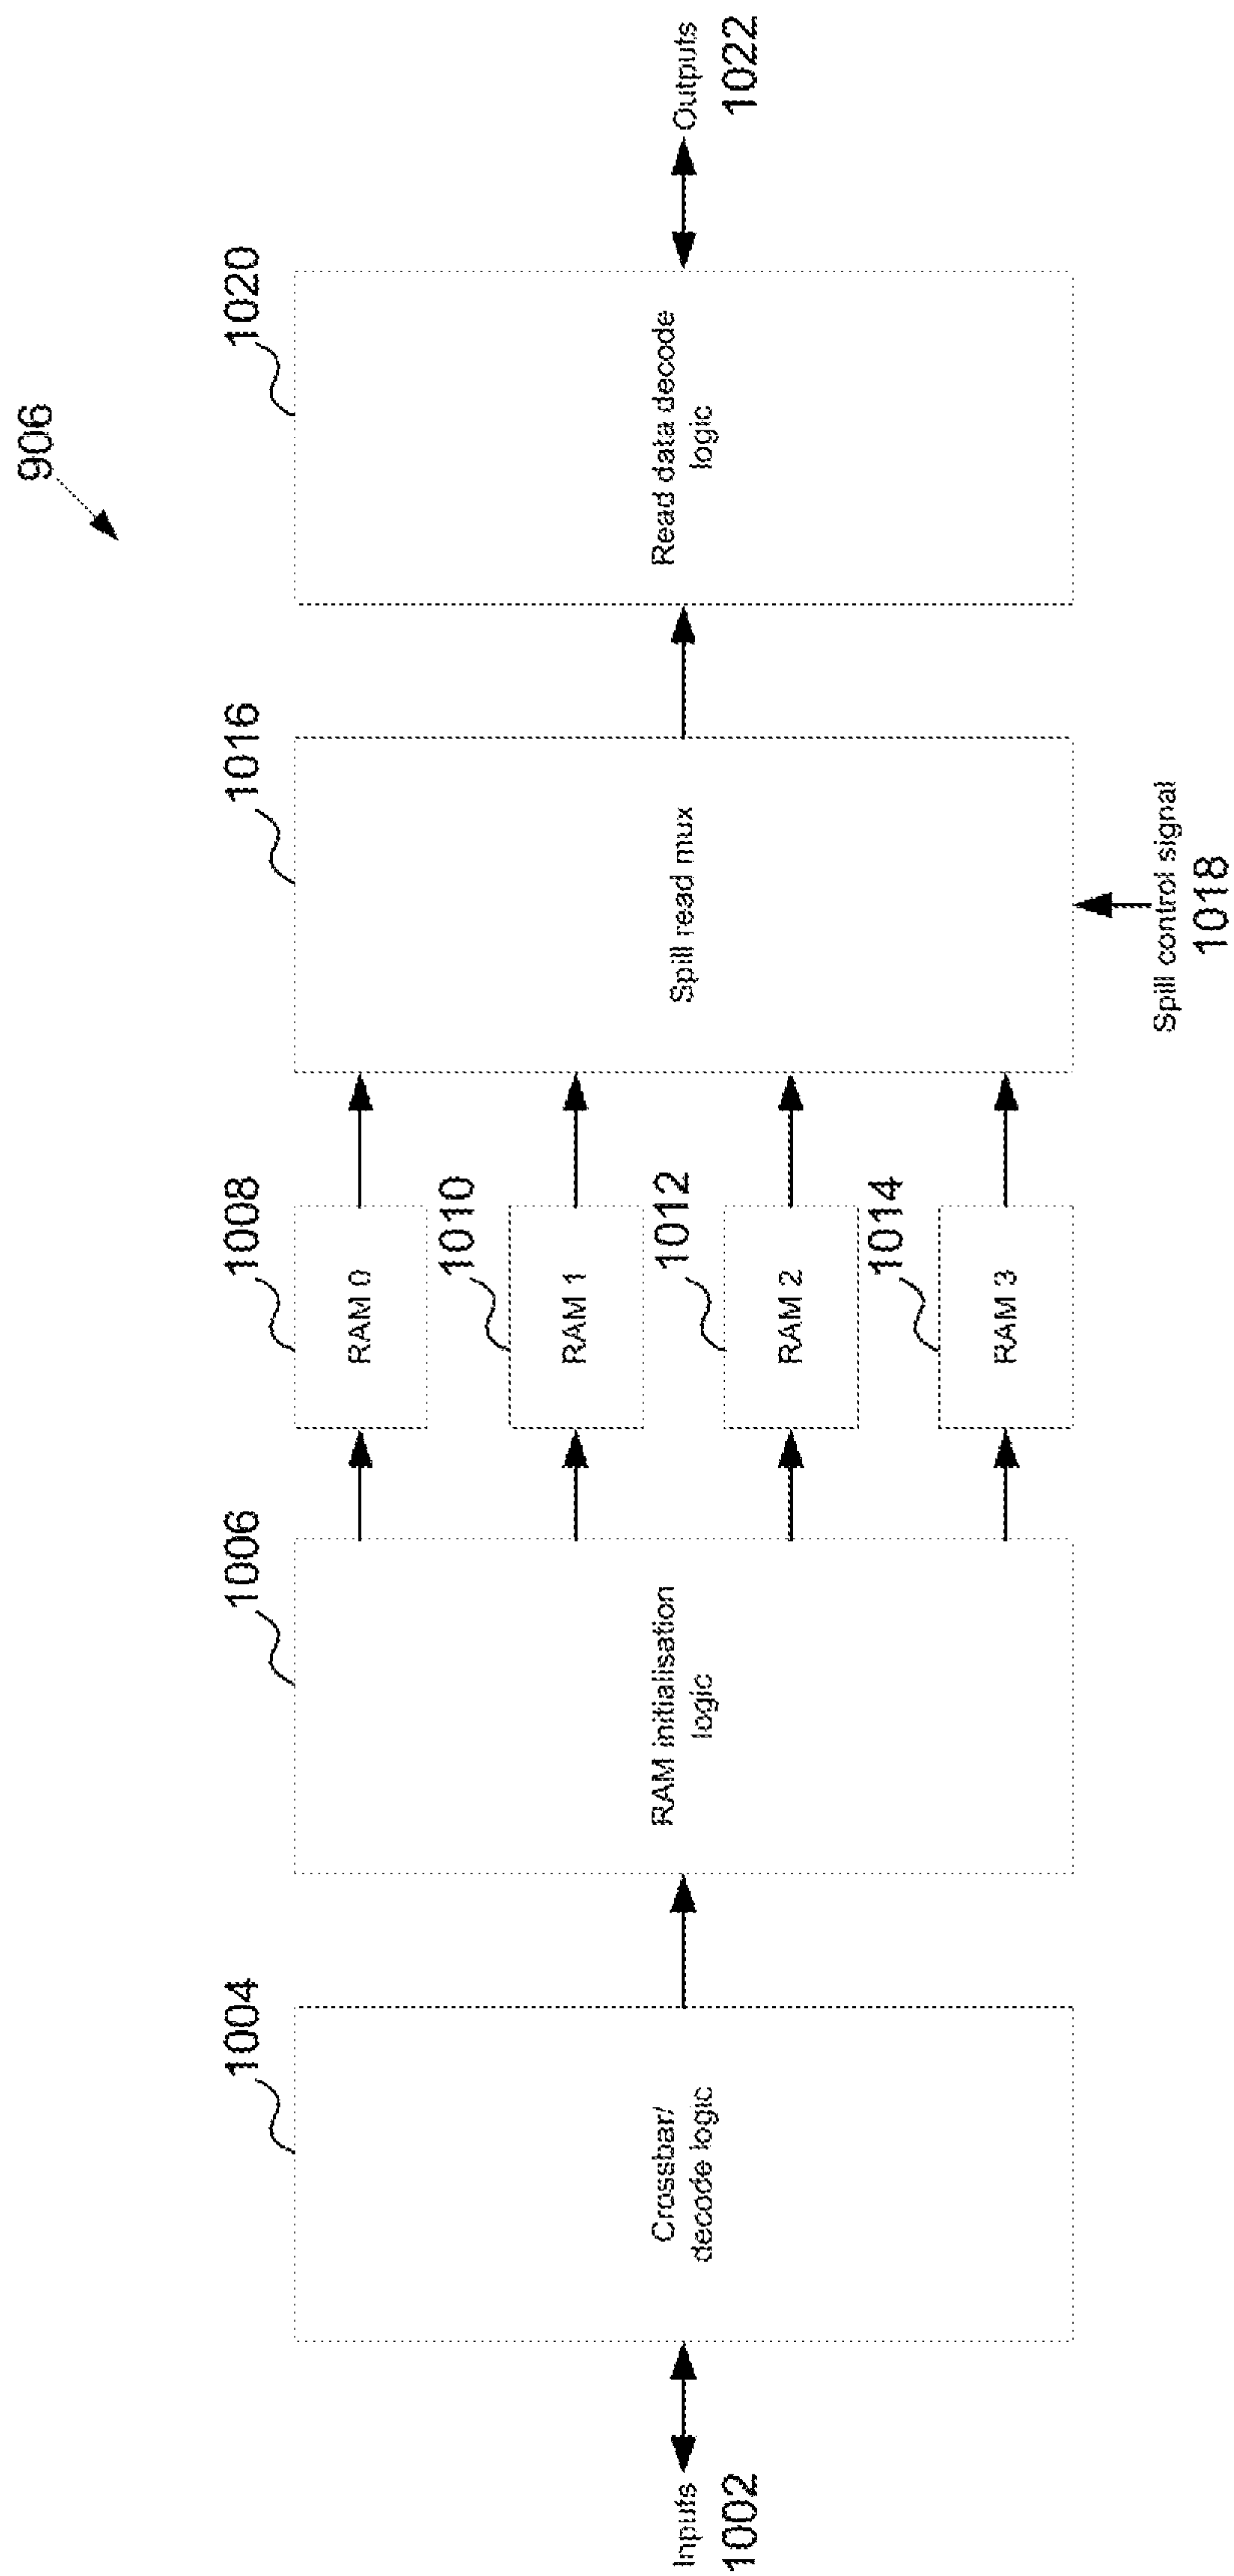 906
1004
1006
1008
1016
1020
Inputs
1002
Crossbar/
decode logic
RAM initialisation
logic
RAM 0
1010
RAM 1
1012
RAM 2
1014
RAM 3
Spill read mux
Spill control signal
1018
Read data decode
logic
Outputs
1022